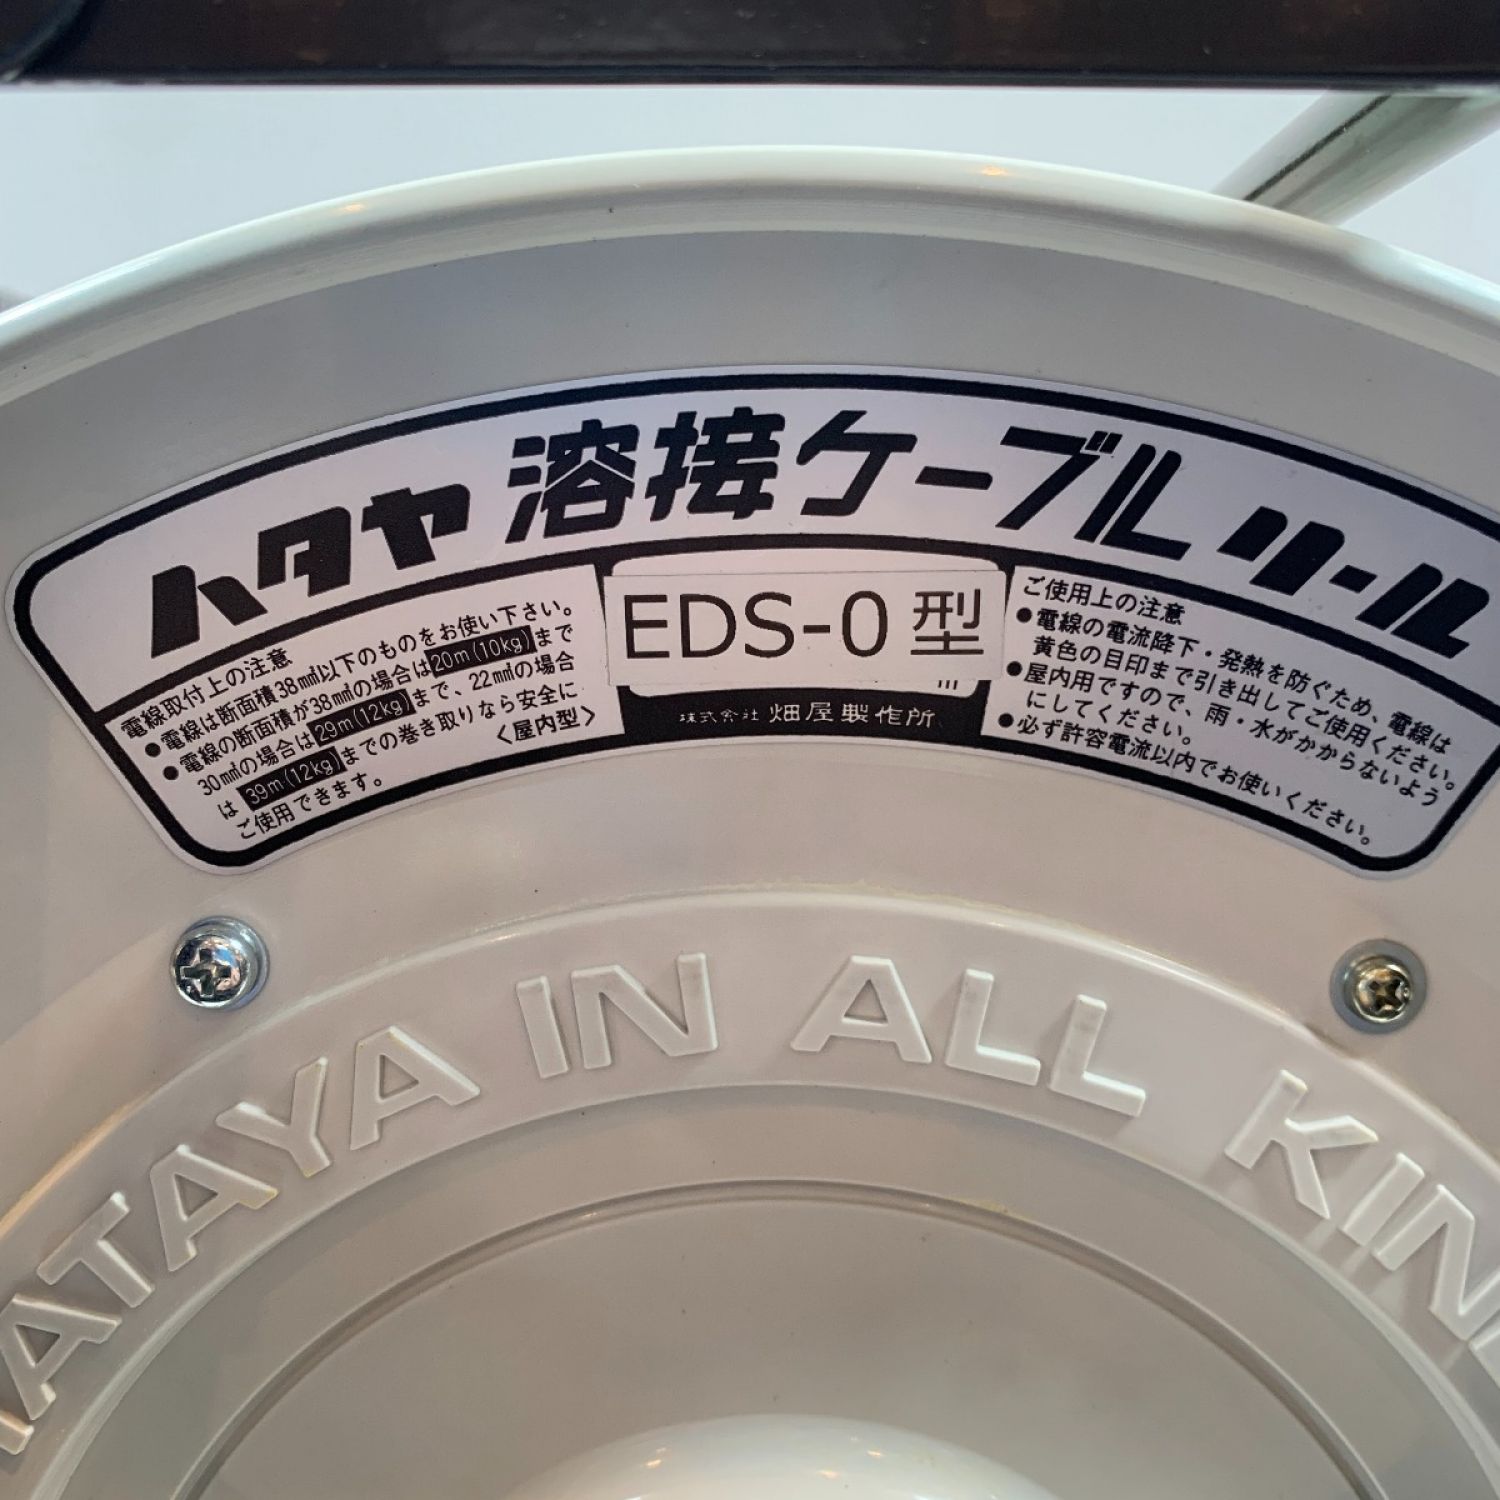 ハタヤ 溶接ケーブル リール
電線取付上の注意
●電線は断面積38㎟以下のものをお使い下さい。
●電線の断面積が38㎟の場合は20m(10kg)まで
30㎟の場合は29m(12kg)まで、22㎟の場合
は39m(12kg)までの巻き取りなら安全に
ご使用できます。
〈屋内型〉
EDS-0型
株式会社 畑屋製作所
ご使用上の注意
●電線の電流降下・発熱を防ぐため、電線は
黄色の目印まで引き出してご使用ください。
●屋内用ですので、雨・水がかからないよう
にしてください。
●必ず許容電流以内でお使いください。
HATAYA IN ALL KIN